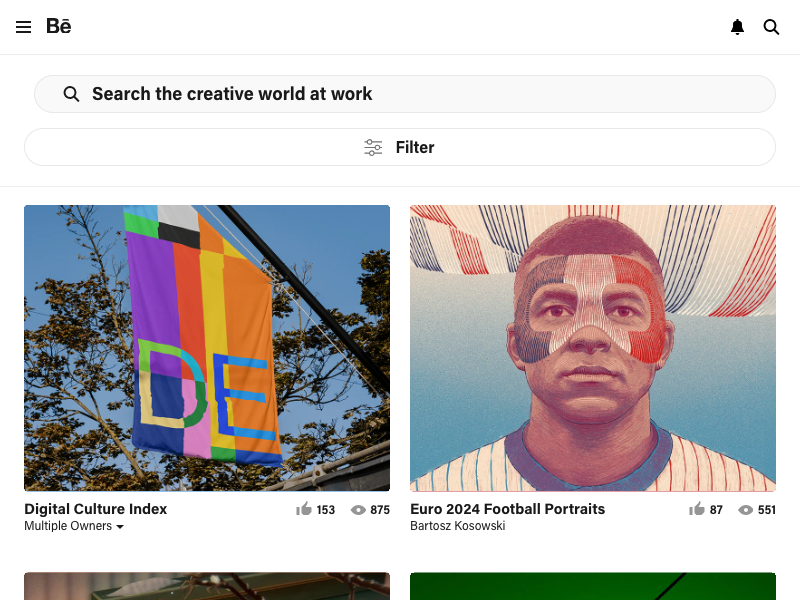 Bē
Search the creative world at work
Filter
DE
Digital Culture Index
153
875
Multiple Owners
Euro 2024 Football Portraits
87
551
Bartosz Kosowski